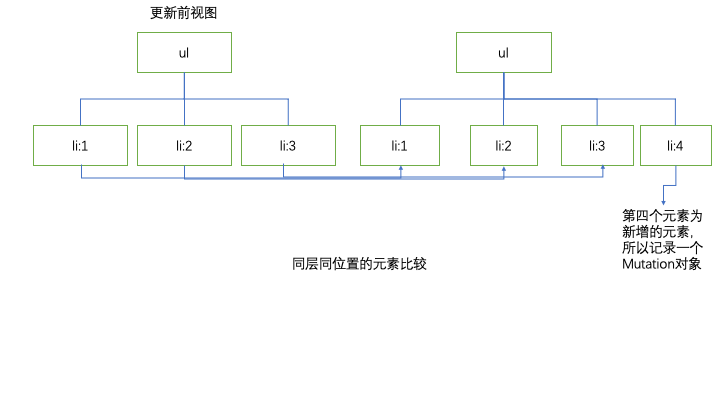 更新前视图
ul
ul
li:1
li:2
li:3
li:1
li:2
li:3
li:4
第四个元素为
新增的元素，
所以记录一个
Mutation对象
同层同位置的元素比较